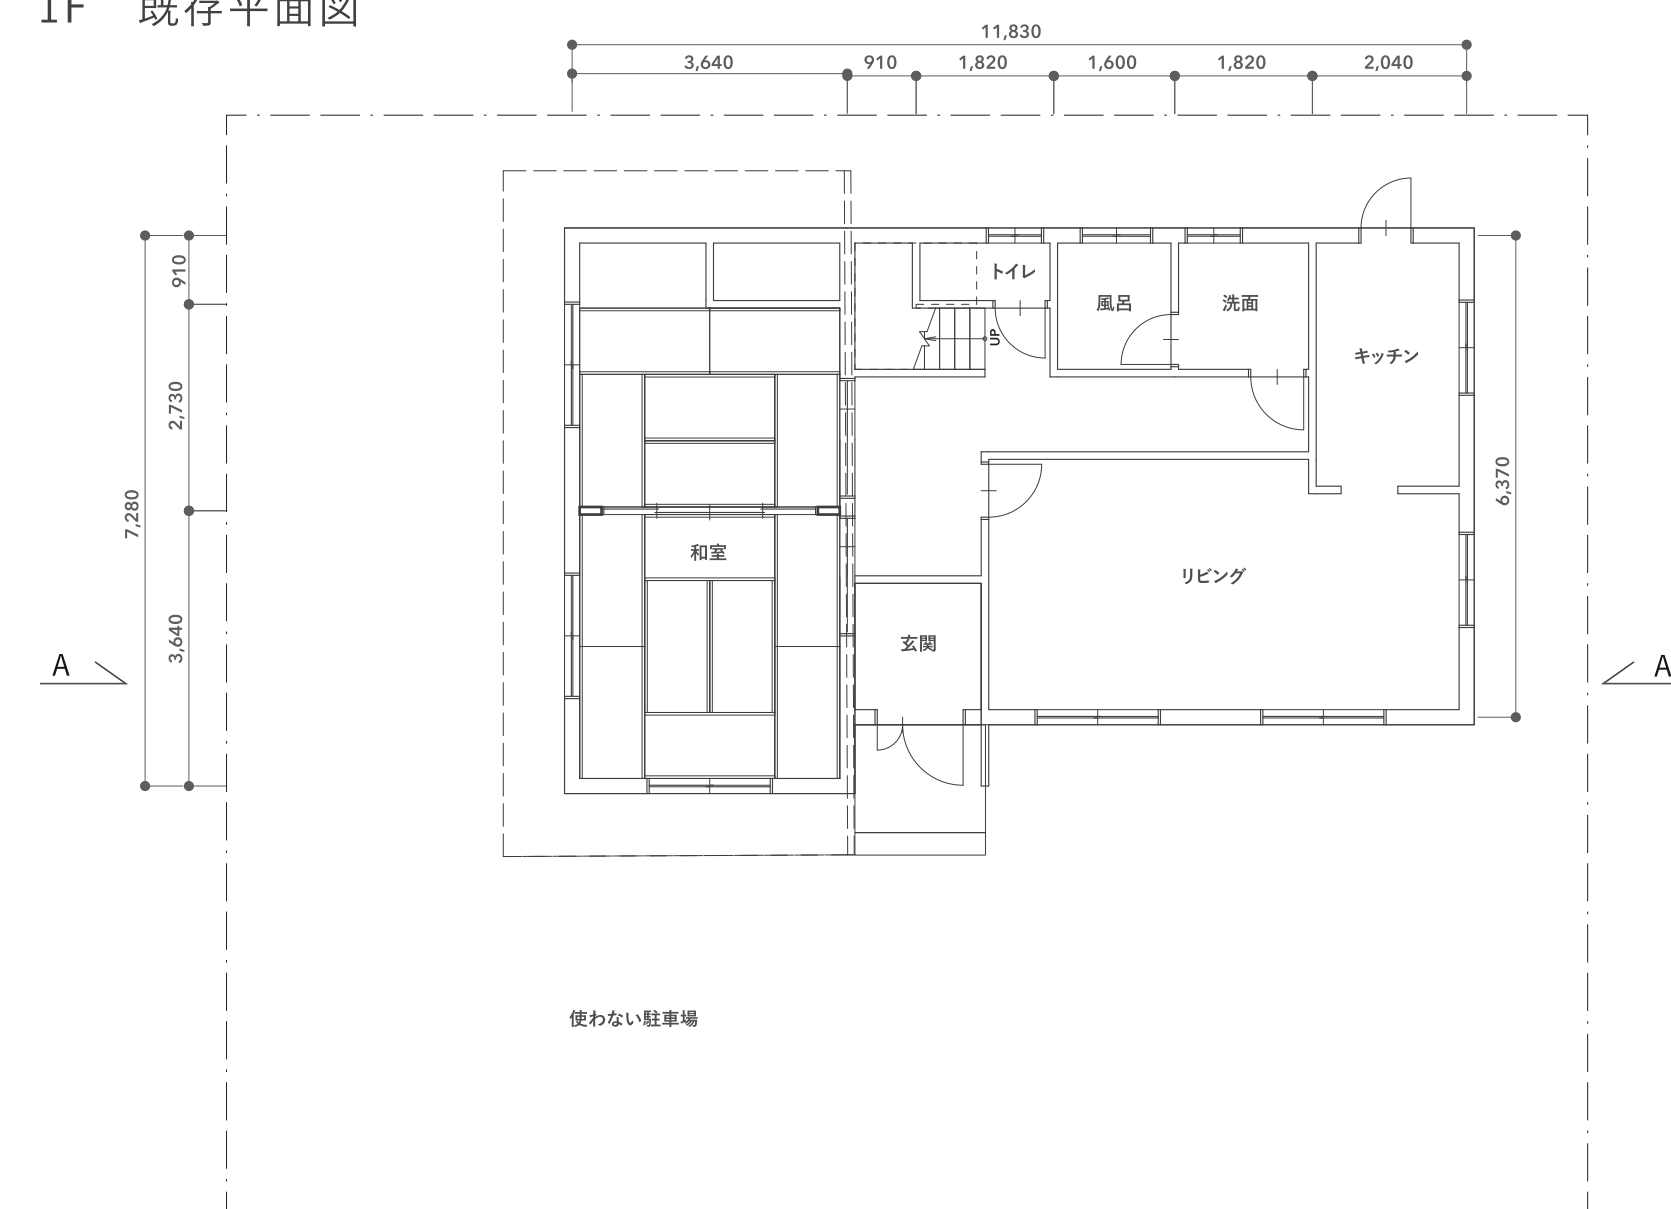 1F 既存平面図
11,830
3,640 910 1,820 1,600 1,820 2,040
910
2,730
7,280
3,640
6,370
トイレ
風呂
洗面
キッチン
UP
和室
リビング
玄関
A
A
使わない駐車場